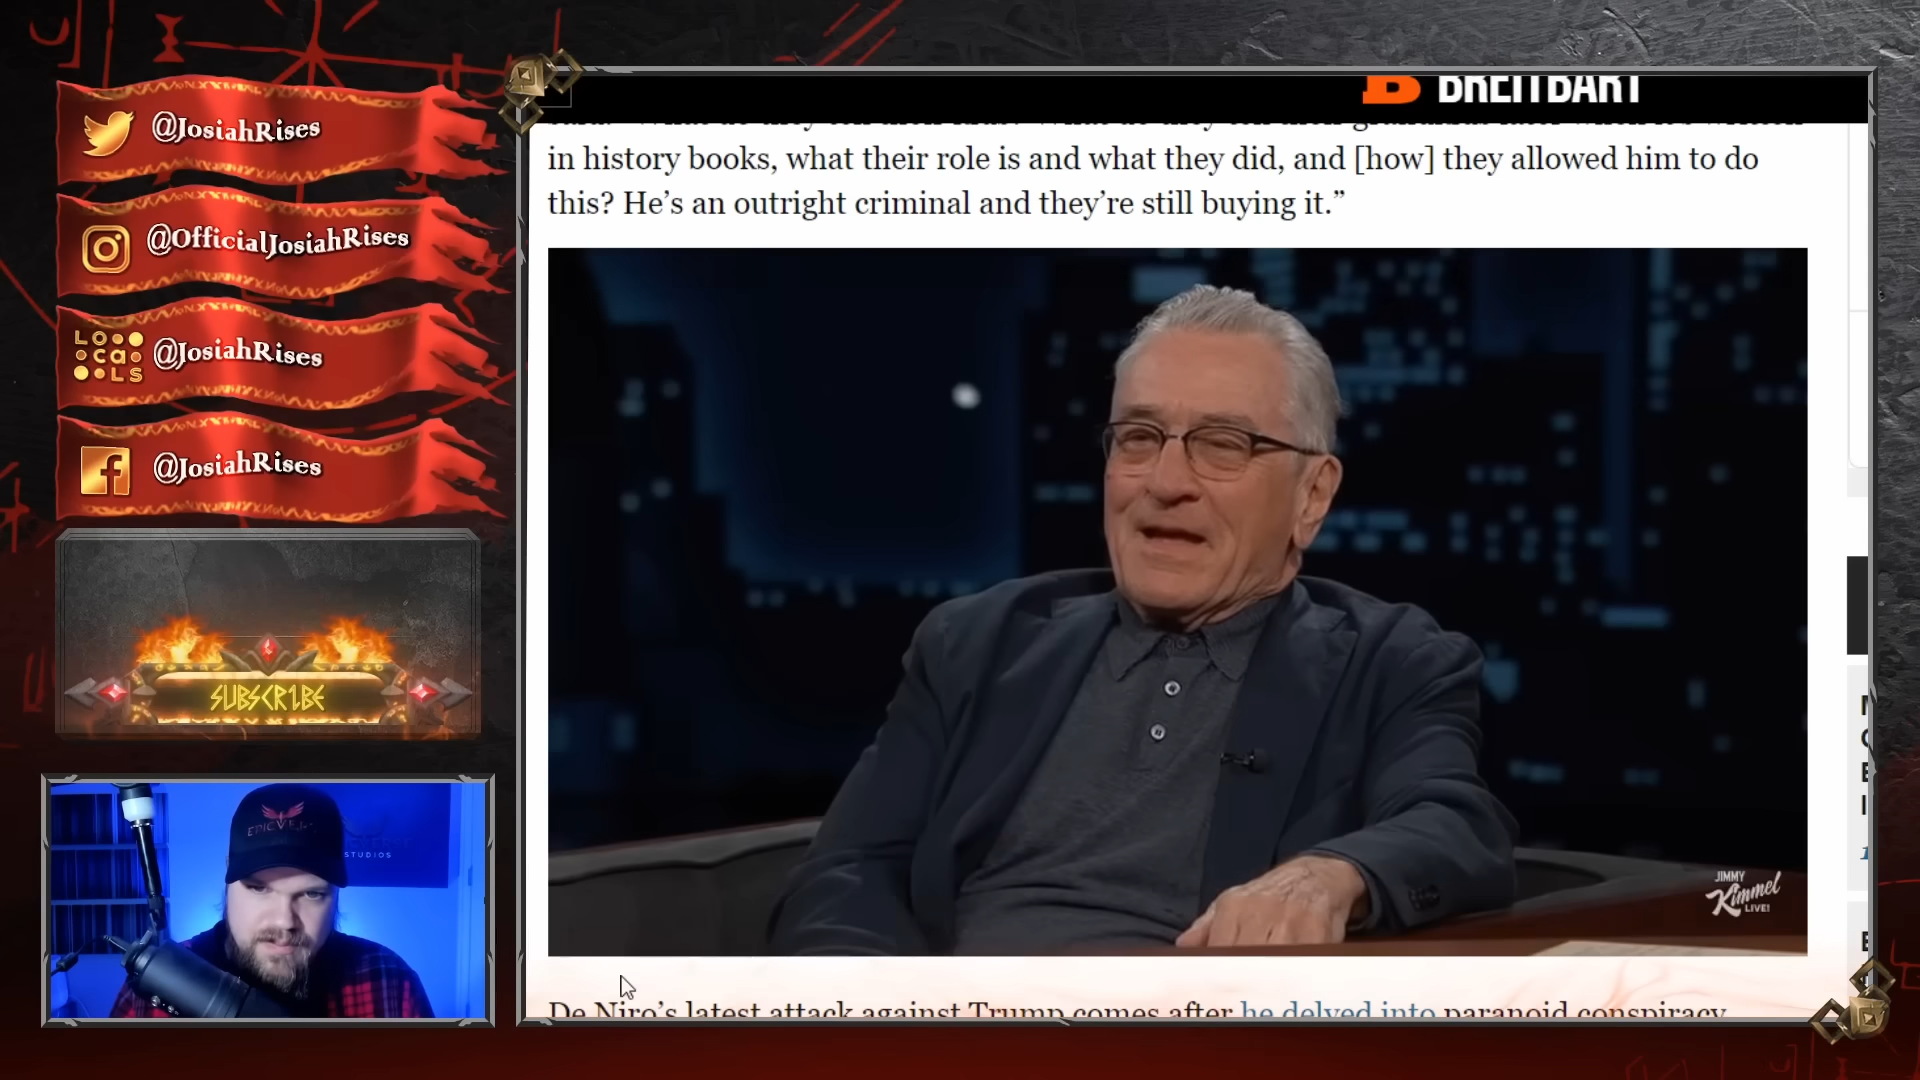 @JosiahRises
@OfficialJosiahRises
LOcaLS
@JosiahRises
@JosiahRises
SUBSCRIBE
STUDIOS
BREITBART
in history books, what their role is and what they did, and [how] they allowed him to do
this? He’s an outright criminal and they’re still buying it.”
JIMMY
Kimmel
LIVE!
De Niro’s latest attack against Trump comes after he delved into paranoid conspiracy